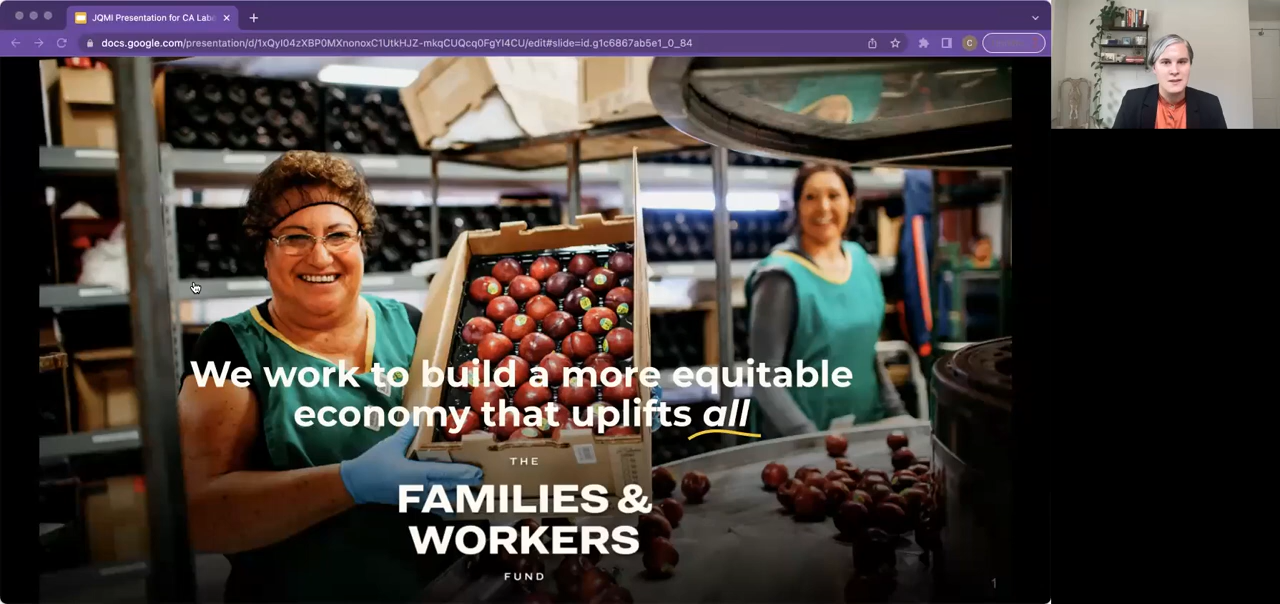 JQMI Presentation for CA Labo
docs.google.com/presentation/d/1xQyI04zXBP0MXnonoxC1UtkHJZ-mkqCUQcq0FgYI4CU/edit#slide=id.g1c6867ab5e1_0_84
C
We work to build a more equitable
economy that uplifts all
THE
FAMILIES &
WORKERS
FUND
1